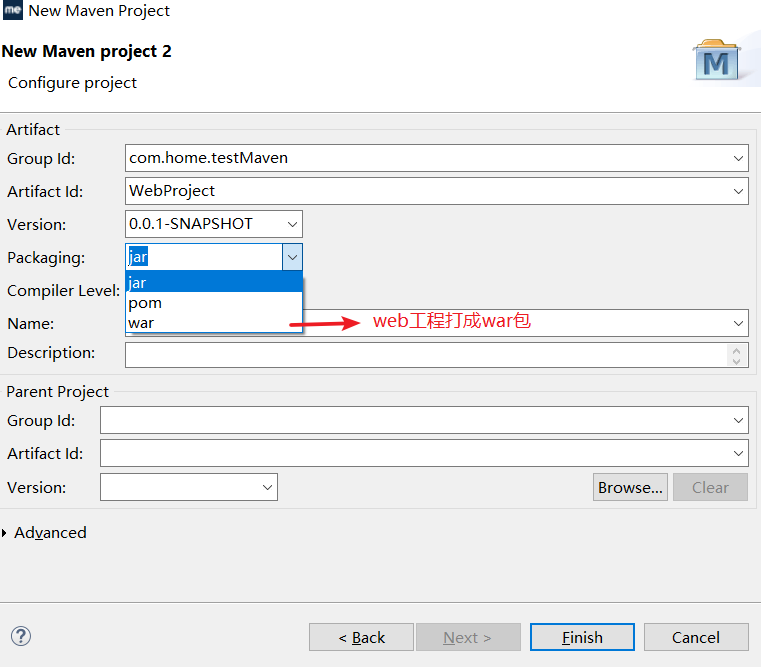 me New Maven Project
New Maven project 2
Configure project
M
Artifact
Group Id: com.home.testMaven
Artifact Id: WebProject
Version: 0.0.1-SNAPSHOT
Packaging: jar
jar
Compiler Level:
pom
war
Name: web工程打成war包
Description:
Parent Project
Group Id:
Artifact Id:
Version: Browse... Clear
Advanced
? < Back Next > Finish Cancel